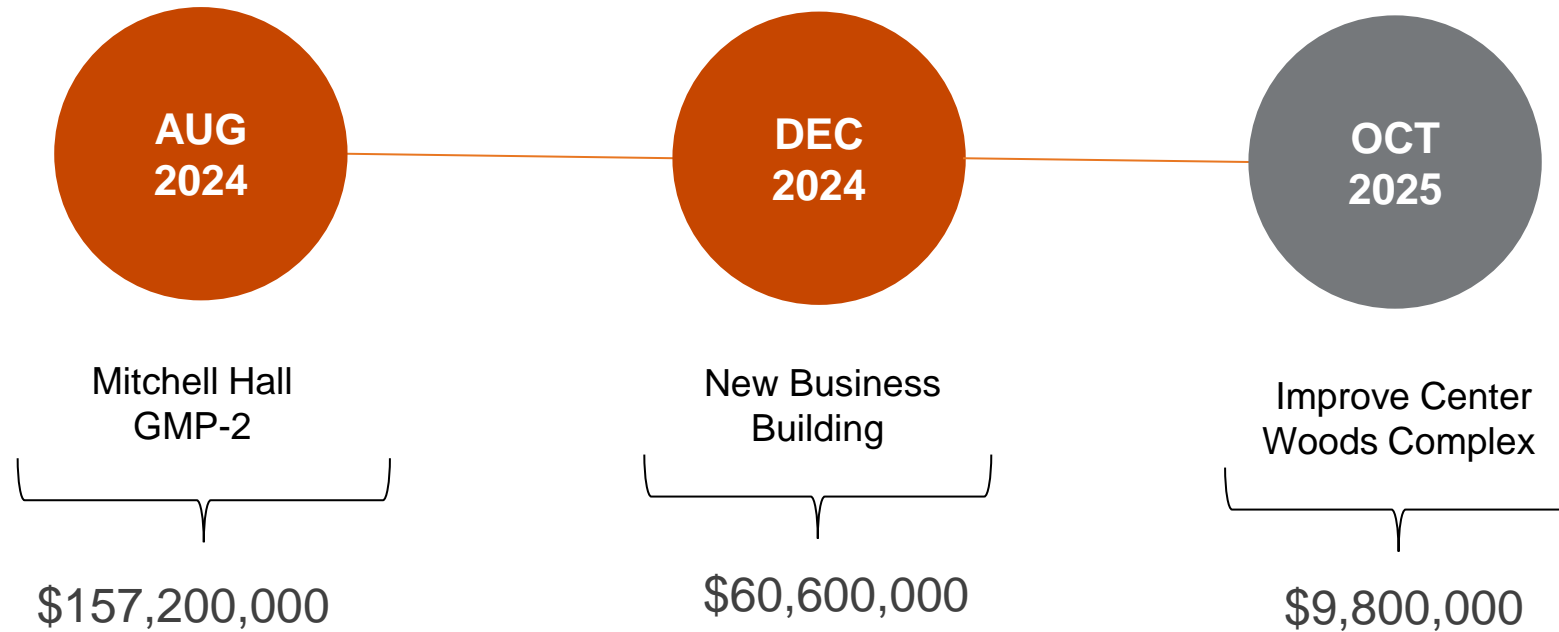 AUG
2024
DEC
2024
OCT
2025
Mitchell Hall
GMP-2
New Business
Building
Improve Center
Woods Complex
$157,200,000
$60,600,000
$9,800,000